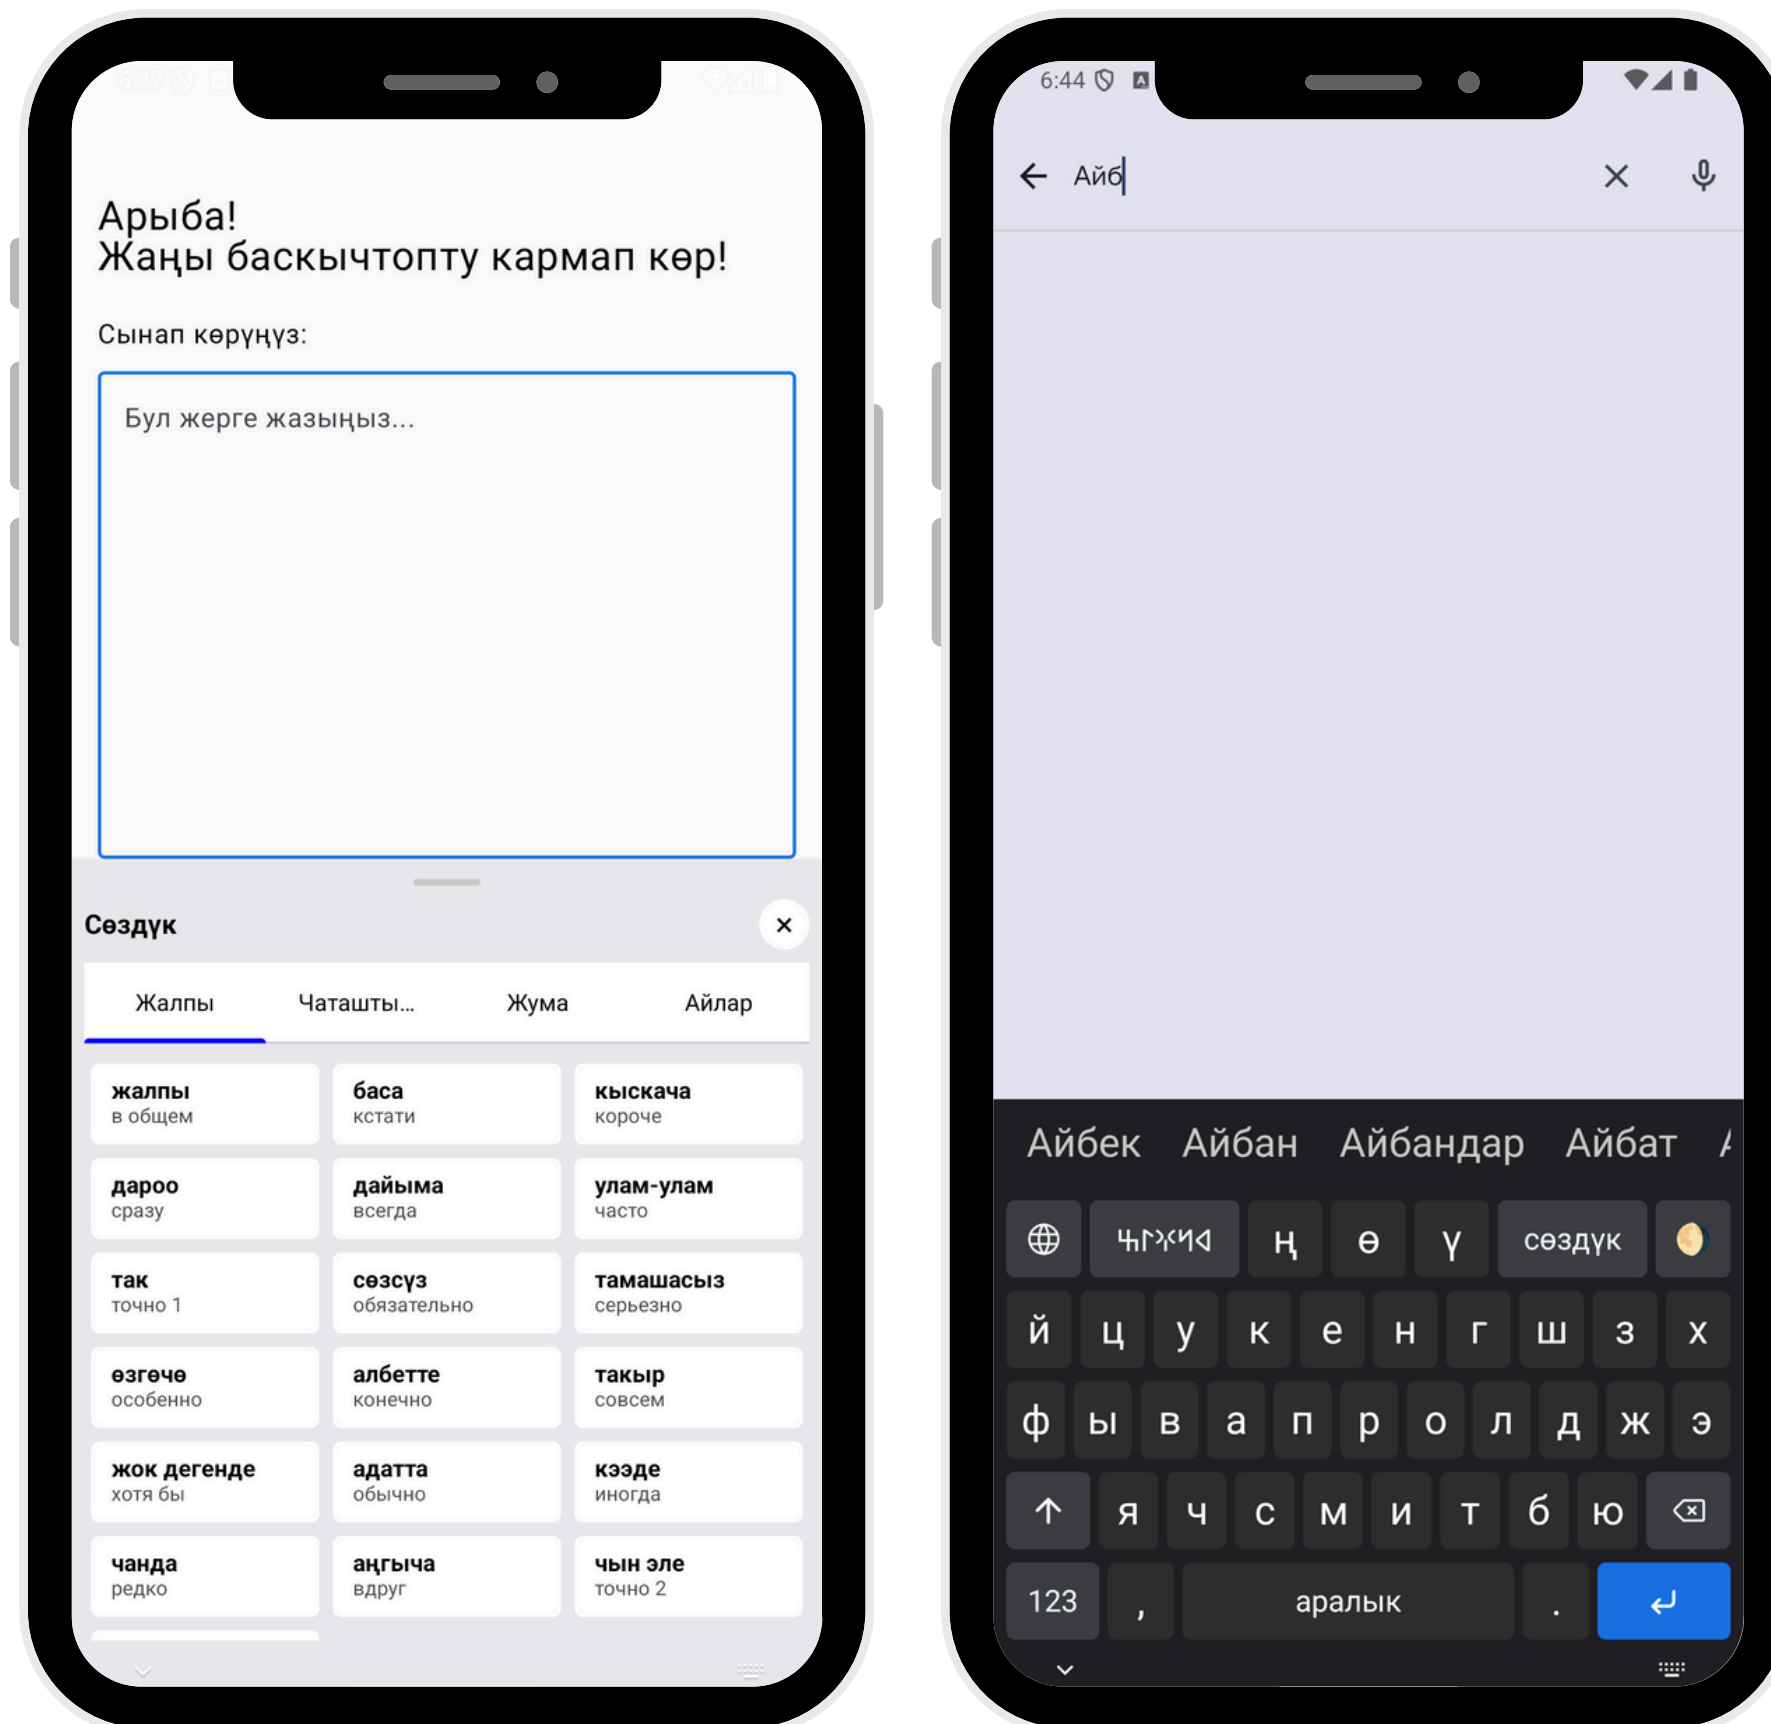 6:37
Арыба!
Жаңы баскычтопту кармап көр!
Сынап көрүңүз:
Бул жерге жазыңыз...
Сөздүк
Жалпы Чаташты... Жума Айлар
жалпы баса кыскача
в общем кстати короче
дароо дайыма улам-улам
сразу всегда часто
так сөзсүз тамашасыз
точно 1 обязательно серьезно
өзгөчө албетте такыр
особенно конечно совсем
жок дегенде адатта кээде
хотя бы обычно иногда
чанда аңгыча чын эле
редко вдруг точно 2
6:44 A
Айб
Айбек Айбан Айбандар Айбат
ң ө ү сөздүк
й ц у к е н г ш з х
ф ы в а п р о л д ж э
я ч с м и т б ю
123 , аралык .